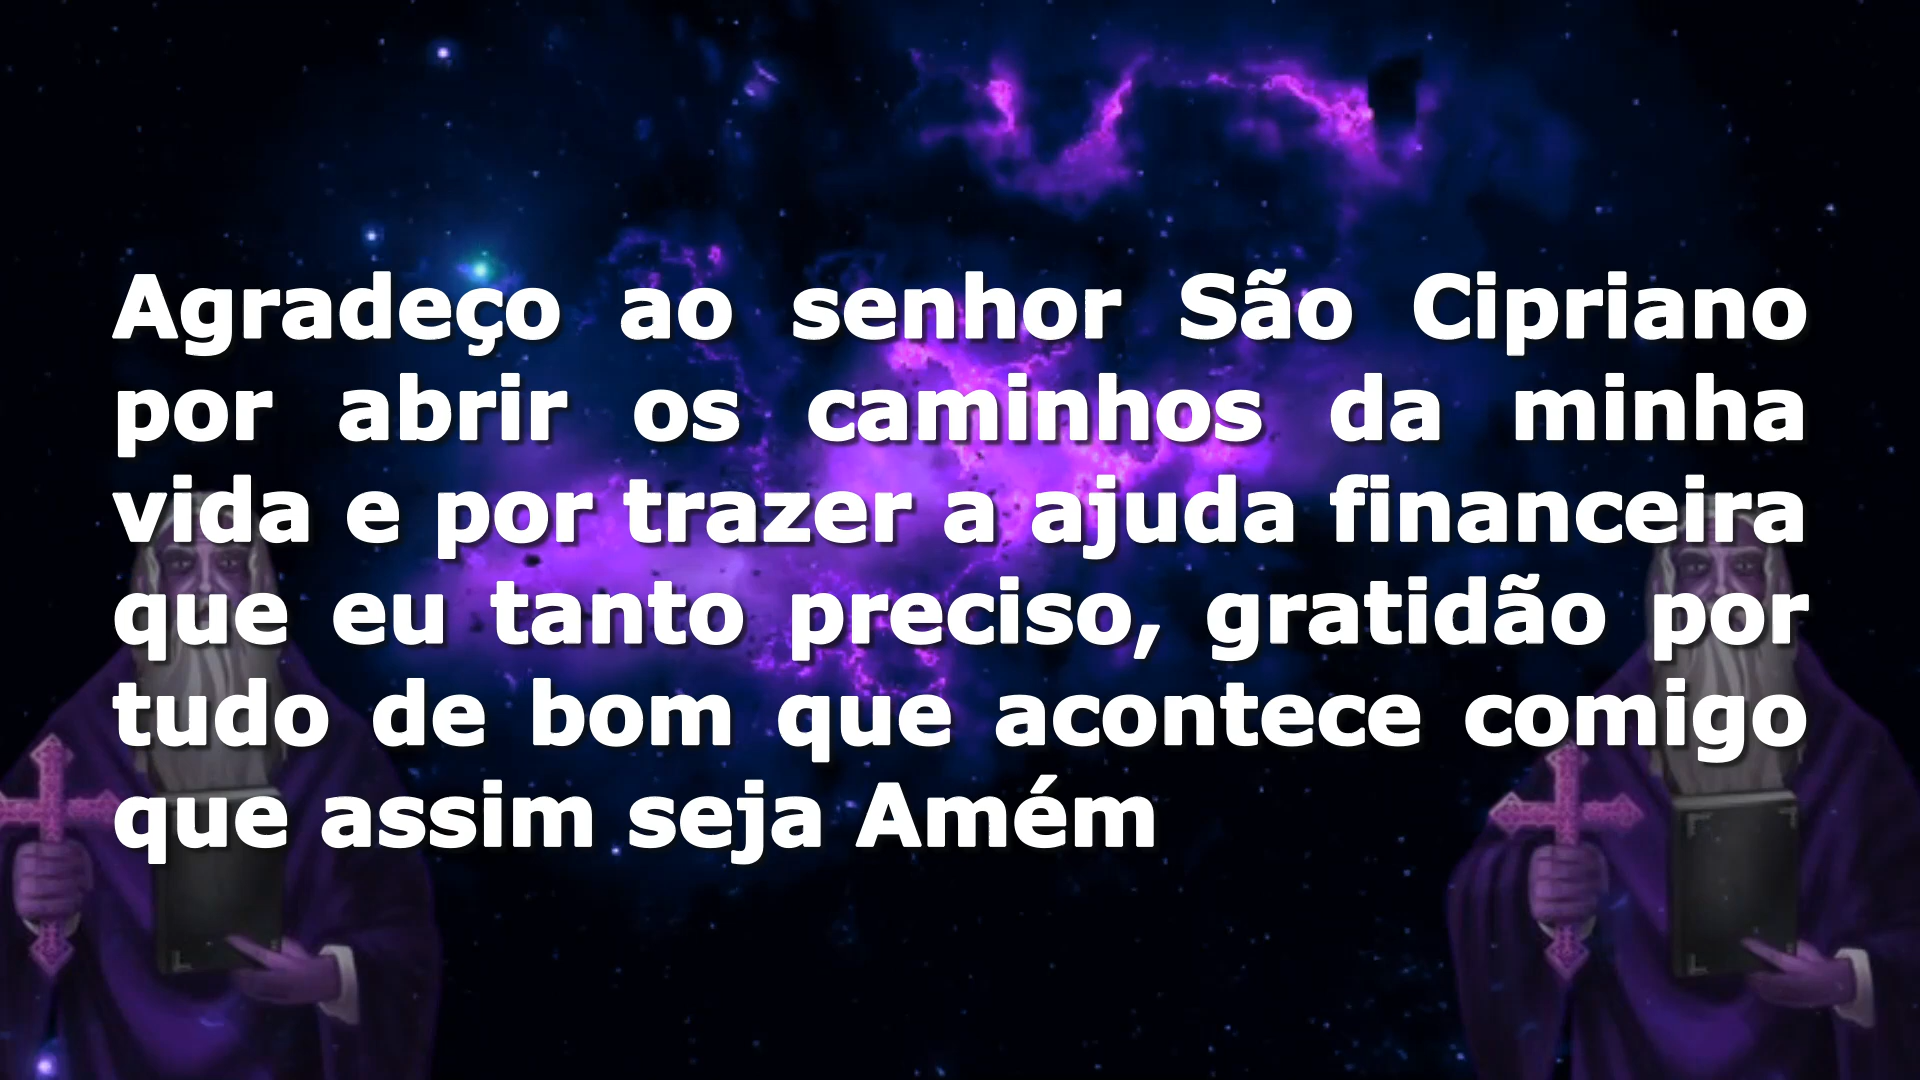 Agradeço ao senhor São Cipriano
por abrir os caminhos da minha
vida e por trazer a ajuda financeira
que eu tanto preciso, gratidão por
tudo de bom que acontece comigo
que assim seja Amém